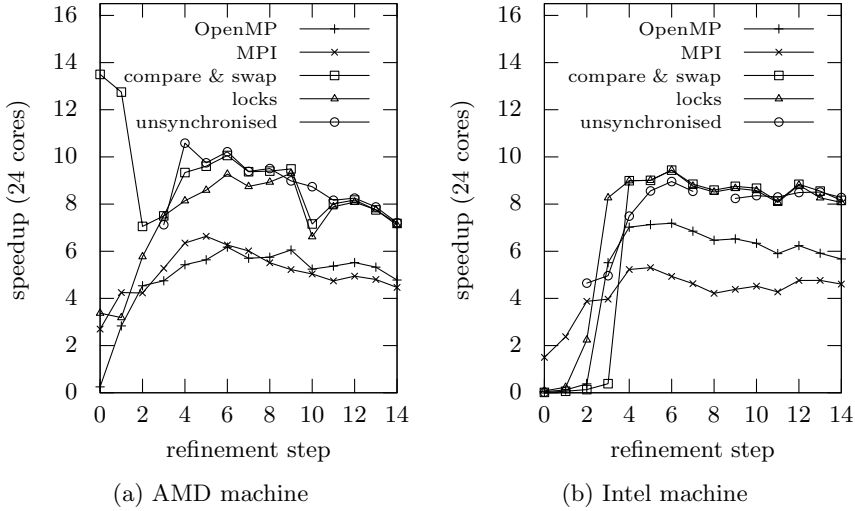 16
14
12
10
8
6
4
2
0
speedup (24 cores)
OpenMP
MPI
compare & swap
locks
unsynchronised
0 2 4 6 8 10 12 14
refinement step
(a) AMD machine
16
14
12
10
8
6
4
2
0
speedup (24 cores)
OpenMP
MPI
compare & swap
locks
unsynchronised
0 2 4 6 8 10 12 14
refinement step
(b) Intel machine